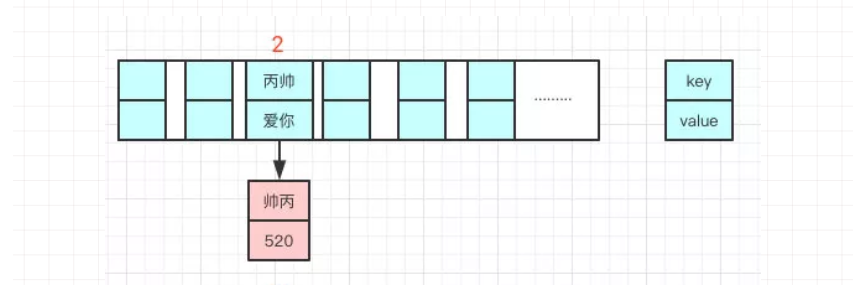 2
丙帅
爱你
.........
key
value
帅丙
520